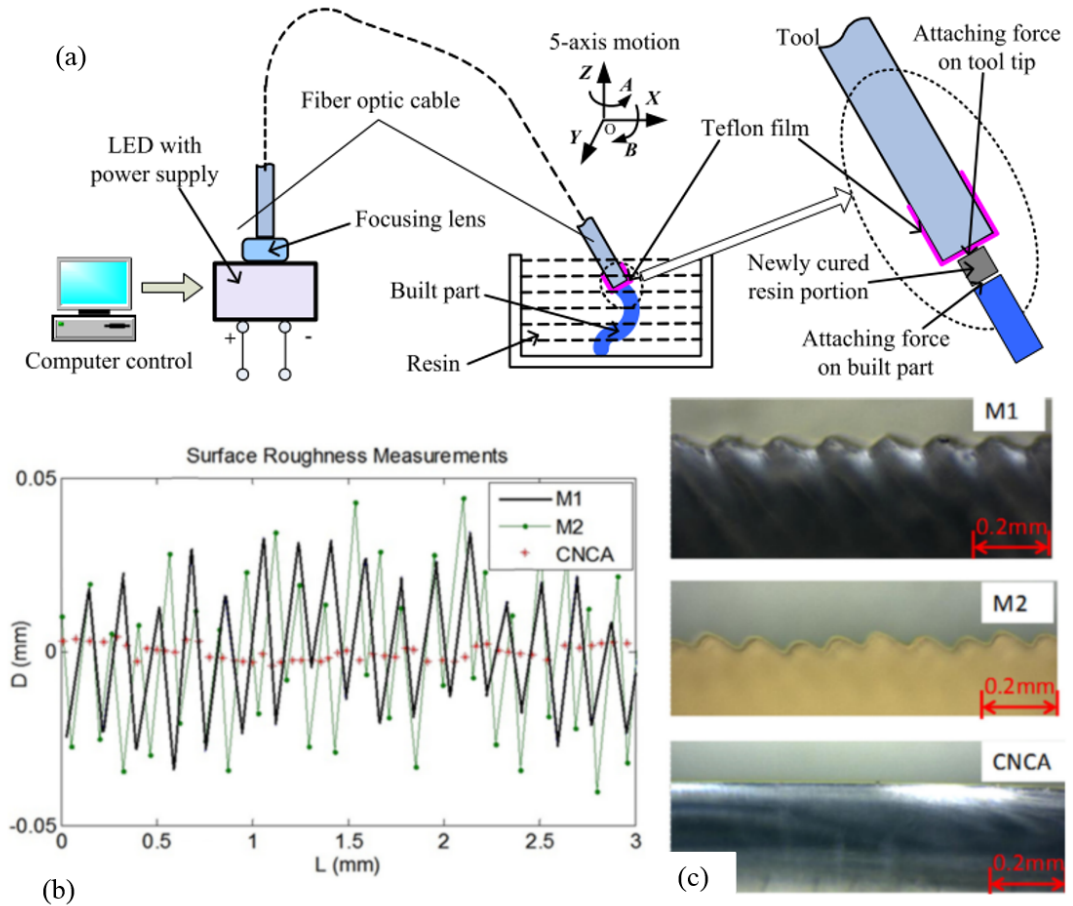 (a)
5-axis motion
Z
A
X
O
Y
B
Tool
Attaching force
on tool tip
Fiber optic cable
Teflon film
LED with
power supply
Focusing lens
Newly cured
resin portion
Built part
Attaching force
on built part
Resin
+
-
Computer control
Surface Roughness Measurements
0.05
0
-0.05
D (mm)
M1
M2
CNCA
0
0.5
1
1.5
2
2.5
3
L (mm)
(b)
M1
0.2mm
M2
0.2mm
CNCA
0.2mm
(c)